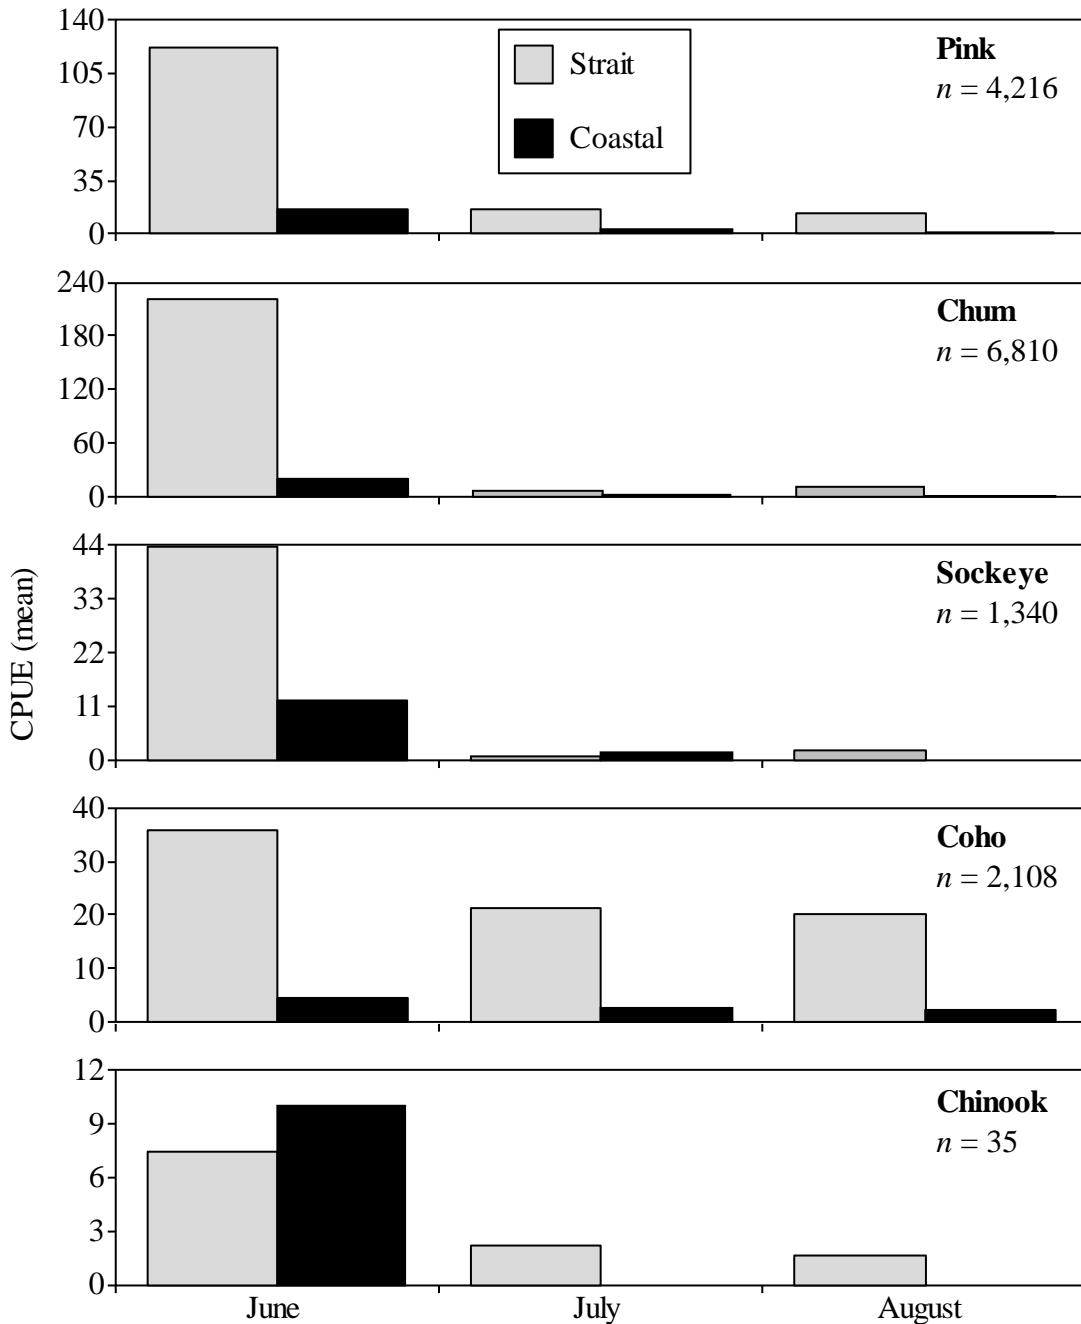 140
105
70
35
0
Strait
Coastal
Pink
n = 4,216
240
180
120
60
0
Chum
n = 6,810
44
33
22
11
0
Sockeye
n = 1,340
CPUE (mean)
40
30
20
10
0
Coho
n = 2,108
12
9
6
3
0
Chinook
n = 35
June July August